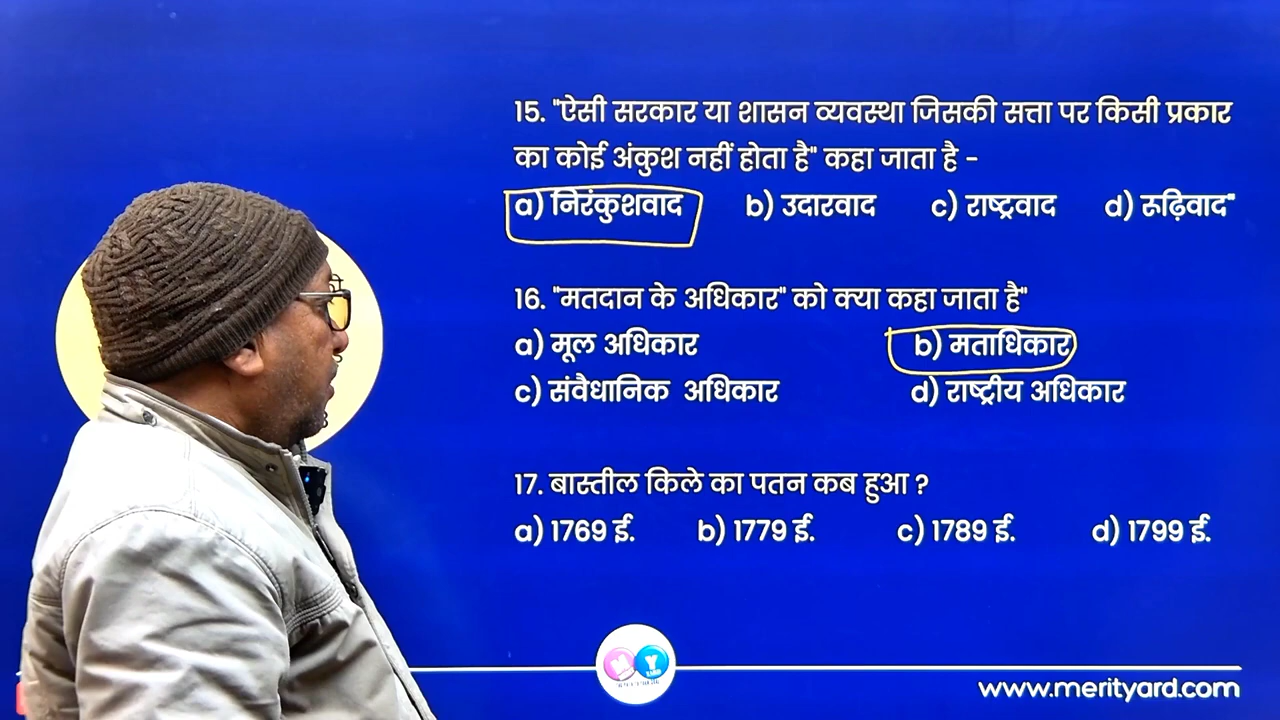 15. "ऐसी सरकार या शासन व्यवस्था जिसकी सत्ता पर किसी प्रकार
का कोई अंकुश नहीं होता है" कहा जाता है -
a) निरंकुशवाद b) उदारवाद c) राष्ट्रवाद d) रूढ़िवाद"
16. "मतदान के अधिकार" को क्या कहा जाता है"
a) मूल अधिकार b) मताधिकार
c) संवैधानिक अधिकार d) राष्ट्रीय अधिकार
17. बास्तील किले का पतन कब हुआ ?
a) 1769 ई. b) 1779 ई. c) 1789 ई. d) 1799 ई.
M Y
www.merityard.com